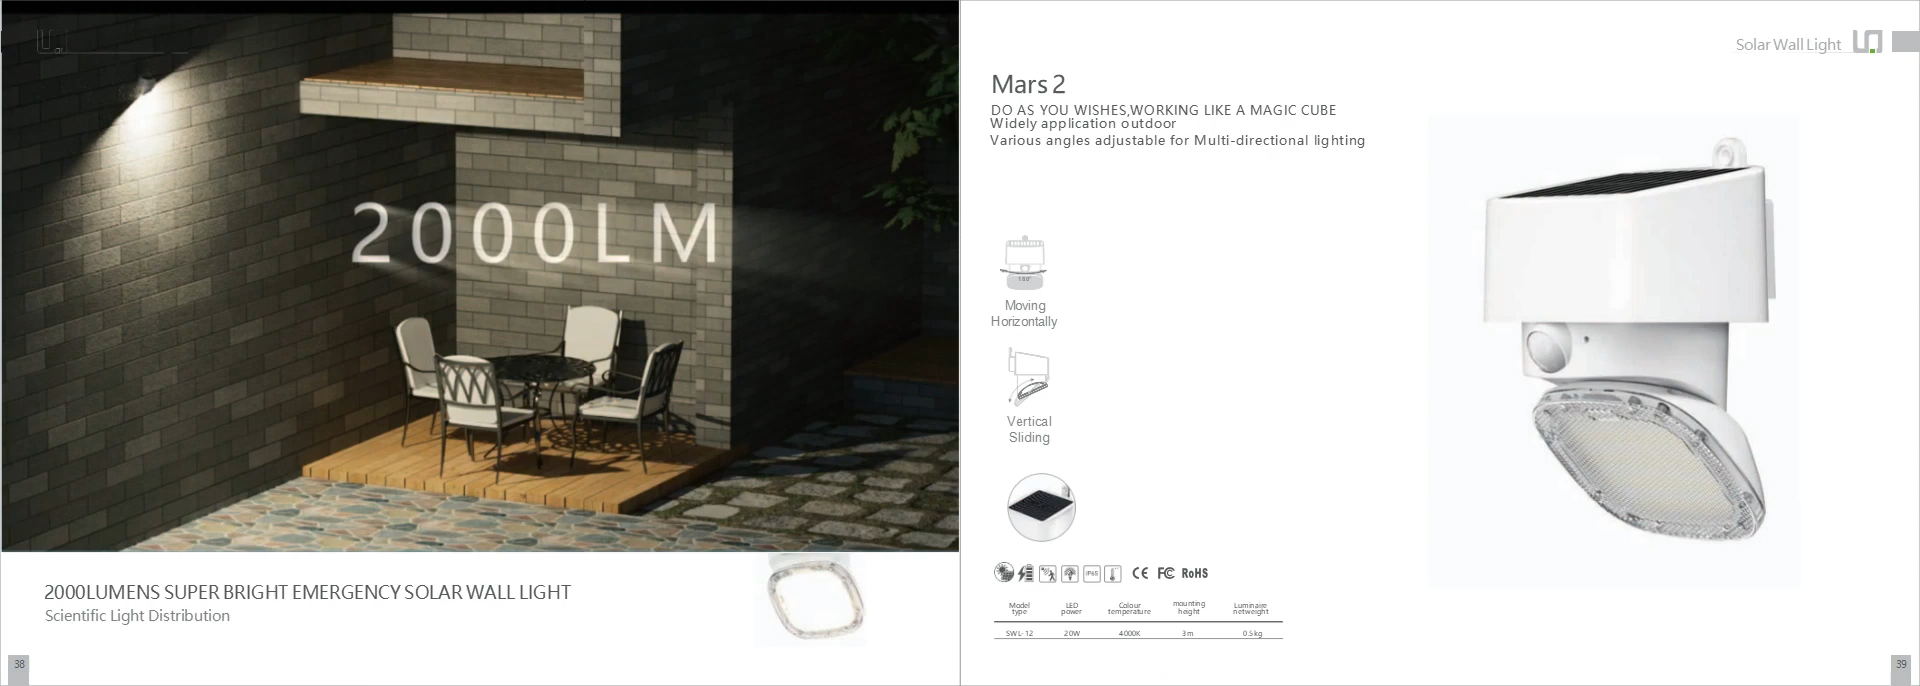 2000LM
2000LUMENS SUPER BRIGHT EMERGENCY SOLAR WALL LIGHT
Scientific Light Distribution
38
Solar Wall Light
Mars 2
DO AS YOU WISHES,WORKING LIKE A MAGIC CUBE
Widely application outdoor
Various angles adjustable for Multi-directional lighting
180°
Moving
Horizontally
Vertical
Sliding
IP65
CE FC RoHS
Model type LED power Colour temperature mounting height Luminaire netweight
SWL-12 20W 4000K 3m 0.5kg
39